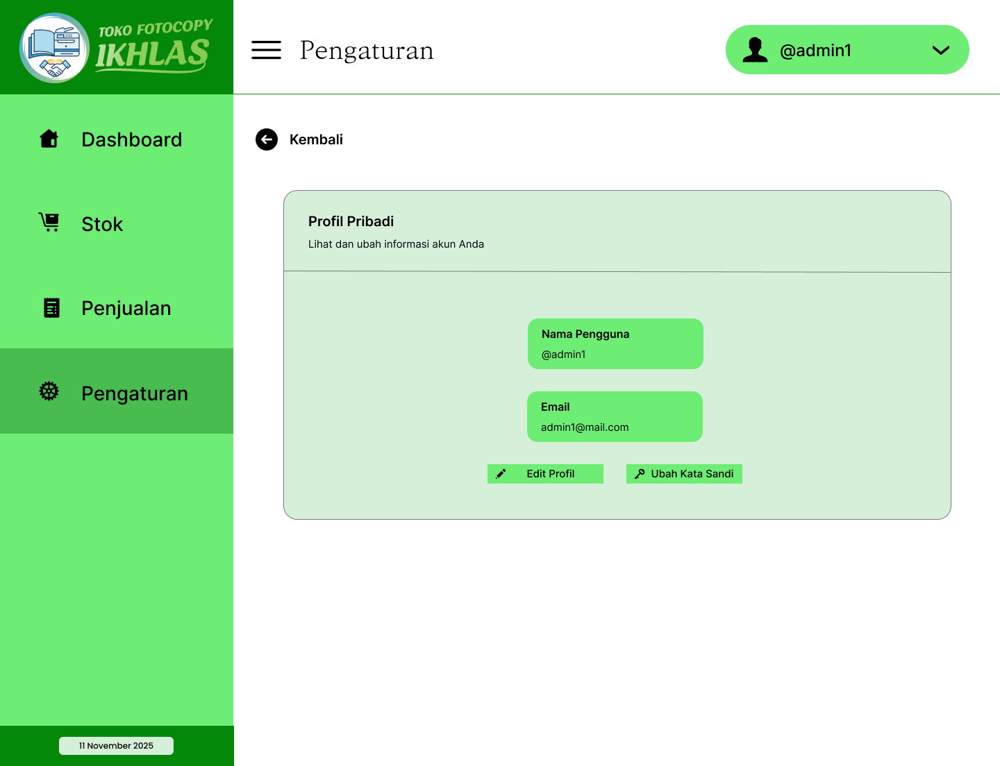 TOKO FOTOCOPY
IKHLAS
Pengaturan
@admin1
Dashboard
Stok
Penjualan
Pengaturan
Kembali
Profil Pribadi
Lihat dan ubah informasi akun Anda
Nama Pengguna
@admin1
Email
admin1@mail.com
Edit Profil
Ubah Kata Sandi
11 November 2025